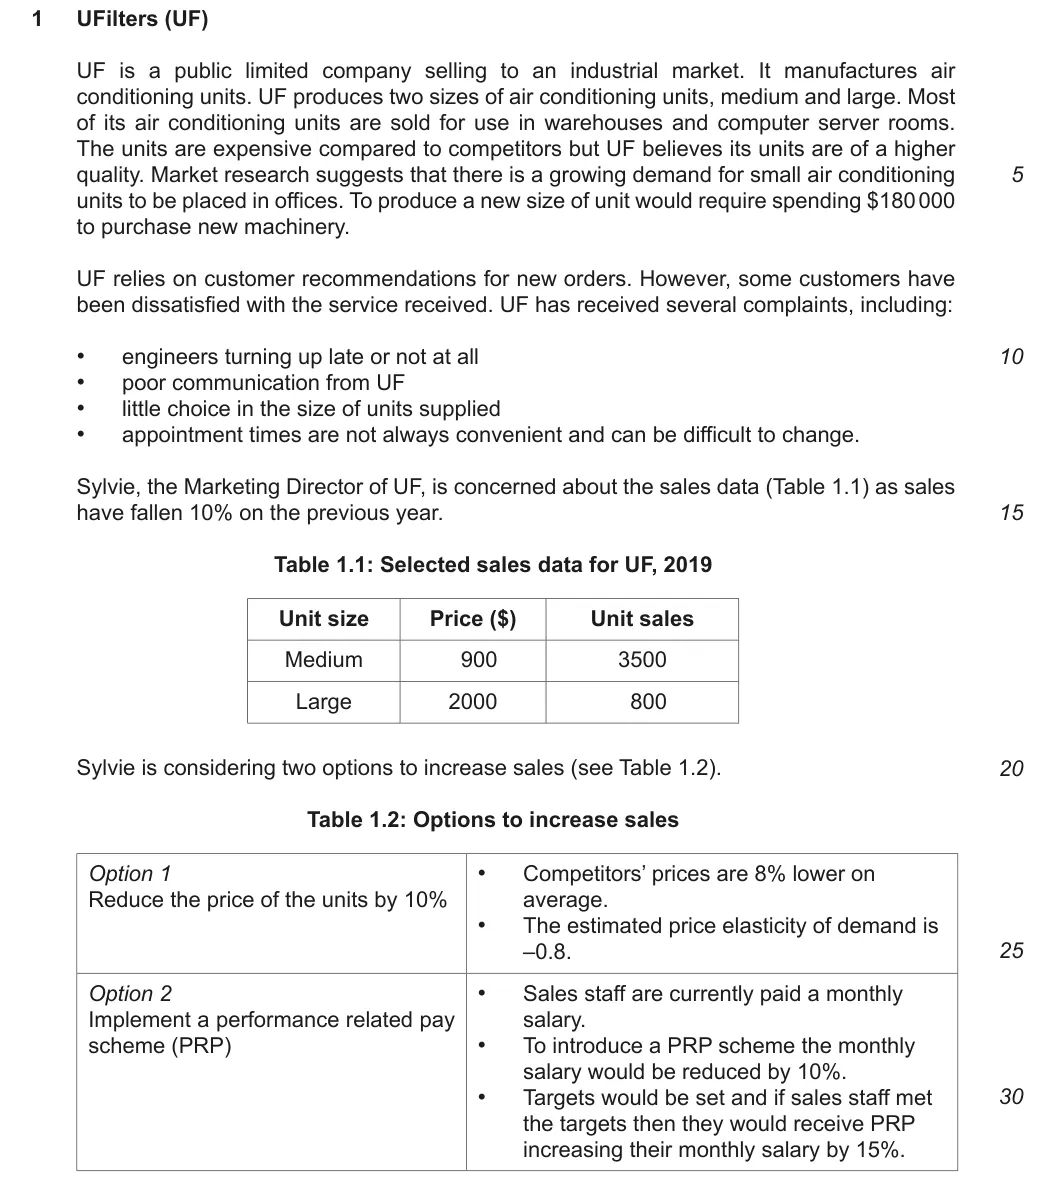 1 UFilters (UF)
UF is a public limited company selling to an industrial market. It manufactures air
conditioning units. UF produces two sizes of air conditioning units, medium and large. Most
of its air conditioning units are sold for use in warehouses and computer server rooms.
The units are expensive compared to competitors but UF believes its units are of a higher
quality. Market research suggests that there is a growing demand for small air conditioning 5
units to be placed in offices. To produce a new size of unit would require spending $180 000
to purchase new machinery.
UF relies on customer recommendations for new orders. However, some customers have
been dissatisfied with the service received. UF has received several complaints, including:
• engineers turning up late or not at all 10
• poor communication from UF
• little choice in the size of units supplied
• appointment times are not always convenient and can be difficult to change.
Sylvie, the Marketing Director of UF, is concerned about the sales data (Table 1.1) as sales
have fallen 10% on the previous year. 15
Table 1.1: Selected sales data for UF, 2019
Unit size Price ($) Unit sales
Medium 900 3500
Large 2000 800
Sylvie is considering two options to increase sales (see Table 1.2). 20
Table 1.2: Options to increase sales
Option 1
Reduce the price of the units by 10%
• Competitors' prices are 8% lower on
average.
• The estimated price elasticity of demand is
–0.8. 25
Option 2
Implement a performance related pay
scheme (PRP)
• Sales staff are currently paid a monthly
salary.
• To introduce a PRP scheme the monthly
salary would be reduced by 10%.
• Targets would be set and if sales staff met 30
the targets then they would receive PRP
increasing their monthly salary by 15%.